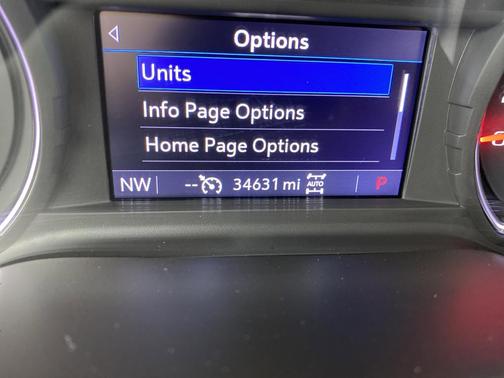 Options
Units
Info Page Options
Home Page Options
NW -- 34631 mi AUTO P